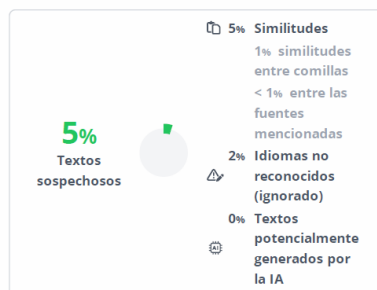 5%
Textos
sospechosos
5% Similitudes
1% similitudes
entre comillas
< 1% entre las
fuentes
mencionadas
2% Idiomas no
reconocidos
(ignorado)
0% Textos
potencialmente
generados por
la IA
AI